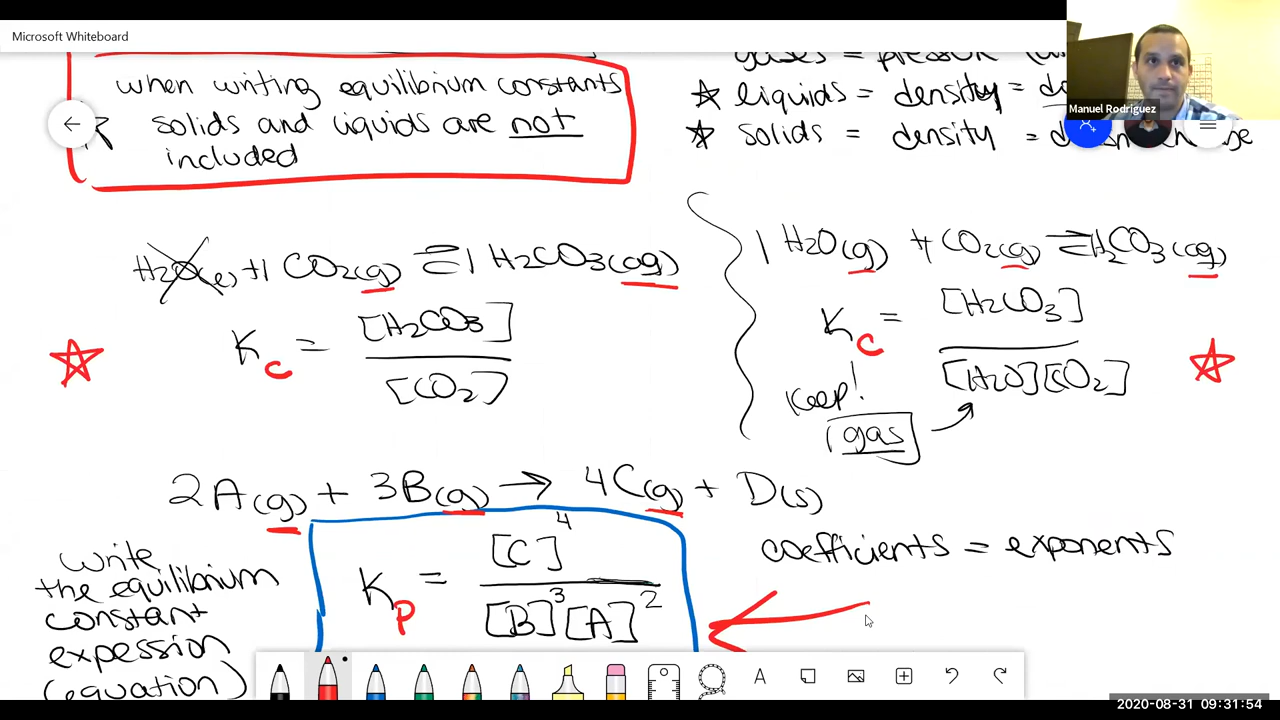 Microsoft Whiteboard
when writing equilibrium constants
solids and liquids are not
included
gases = pressure
☆ liquids = density =
☆ solids = density =
Manuel Rodriguez
H2O(l) +1 CO2(g) ⇌ 1 H2CO3(aq)
Kc = [H2CO3]
[CO2]
1 H2O(g) + CO2(g) ⇌ H2CO3(aq)
Kc = [H2CO3]
[H2O][CO2]
Keep!
gas
2A(g) + 3B(g) → 4C(g) + D(s)
coefficients = exponents
write
the equilibrium
constant
expession
(equation)
Kp = [C]^4
[B]^3 [A]^2
2020-08-31 09:31:54